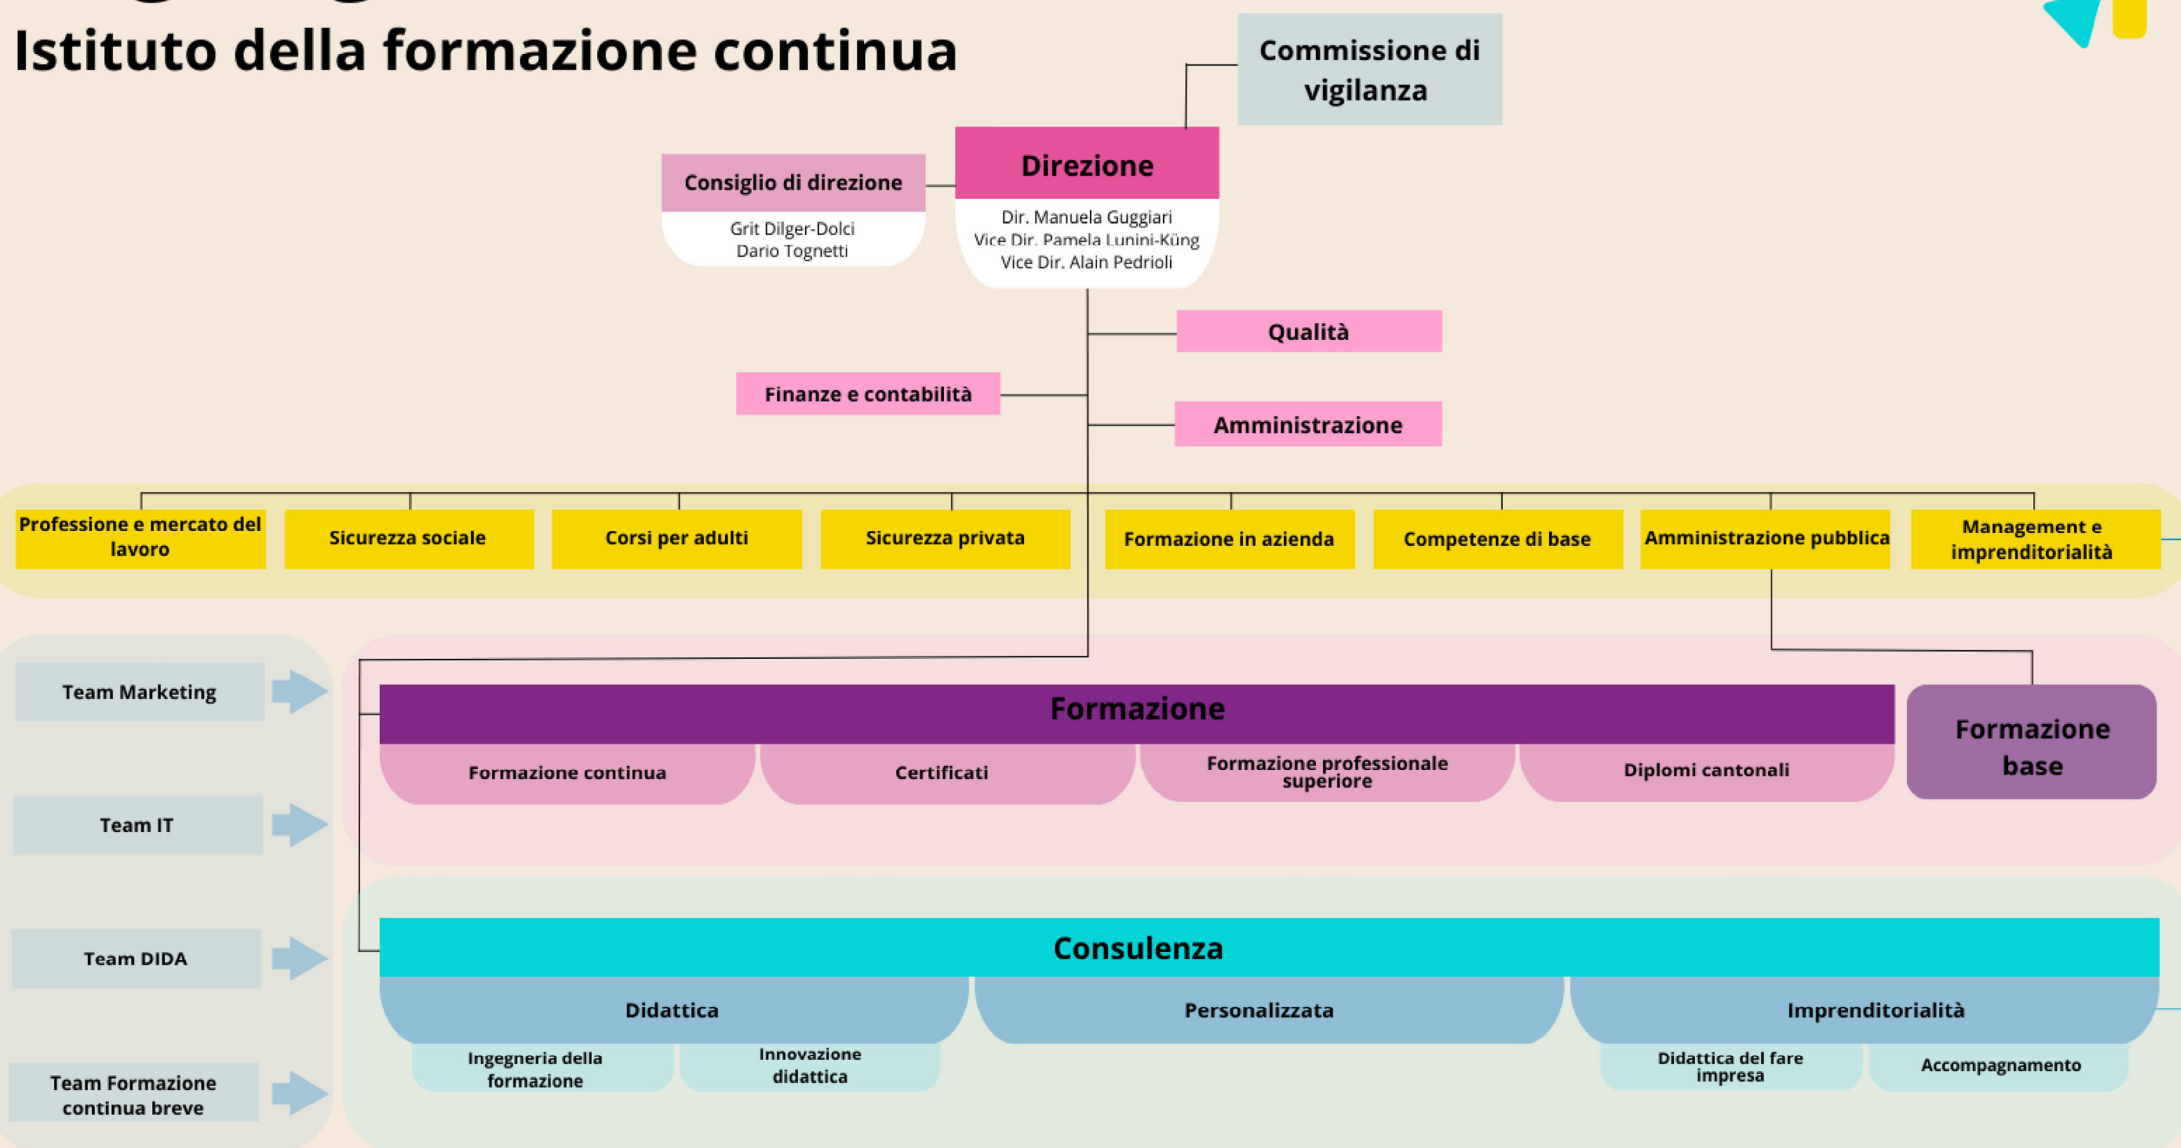 Istituto della formazione continua
Commissione di
vigilanza
Direzione
Dir. Manuela Guggiari
Vice Dir. Pamela Lunini-Küng
Vice Dir. Alain Pedrioli
Consiglio di direzione
Grit Dilger-Dolci
Dario Tognetti
Qualità
Finanze e contabilità
Amministrazione
Professione e mercato del
lavoro
Sicurezza sociale
Corsi per adulti
Sicurezza privata
Formazione in azienda
Competenze di base
Amministrazione pubblica
Management e
imprenditorialità
Team Marketing
Team IT
Team DIDA
Team Formazione
continua breve
Formazione
Formazione continua
Certificati
Formazione professionale
superiore
Diplomi cantonali
Formazione
base
Consulenza
Didattica
Personalizzata
Imprenditorialità
Ingegneria della
formazione
Innovazione
didattica
Didattica del fare
impresa
Accompagnamento